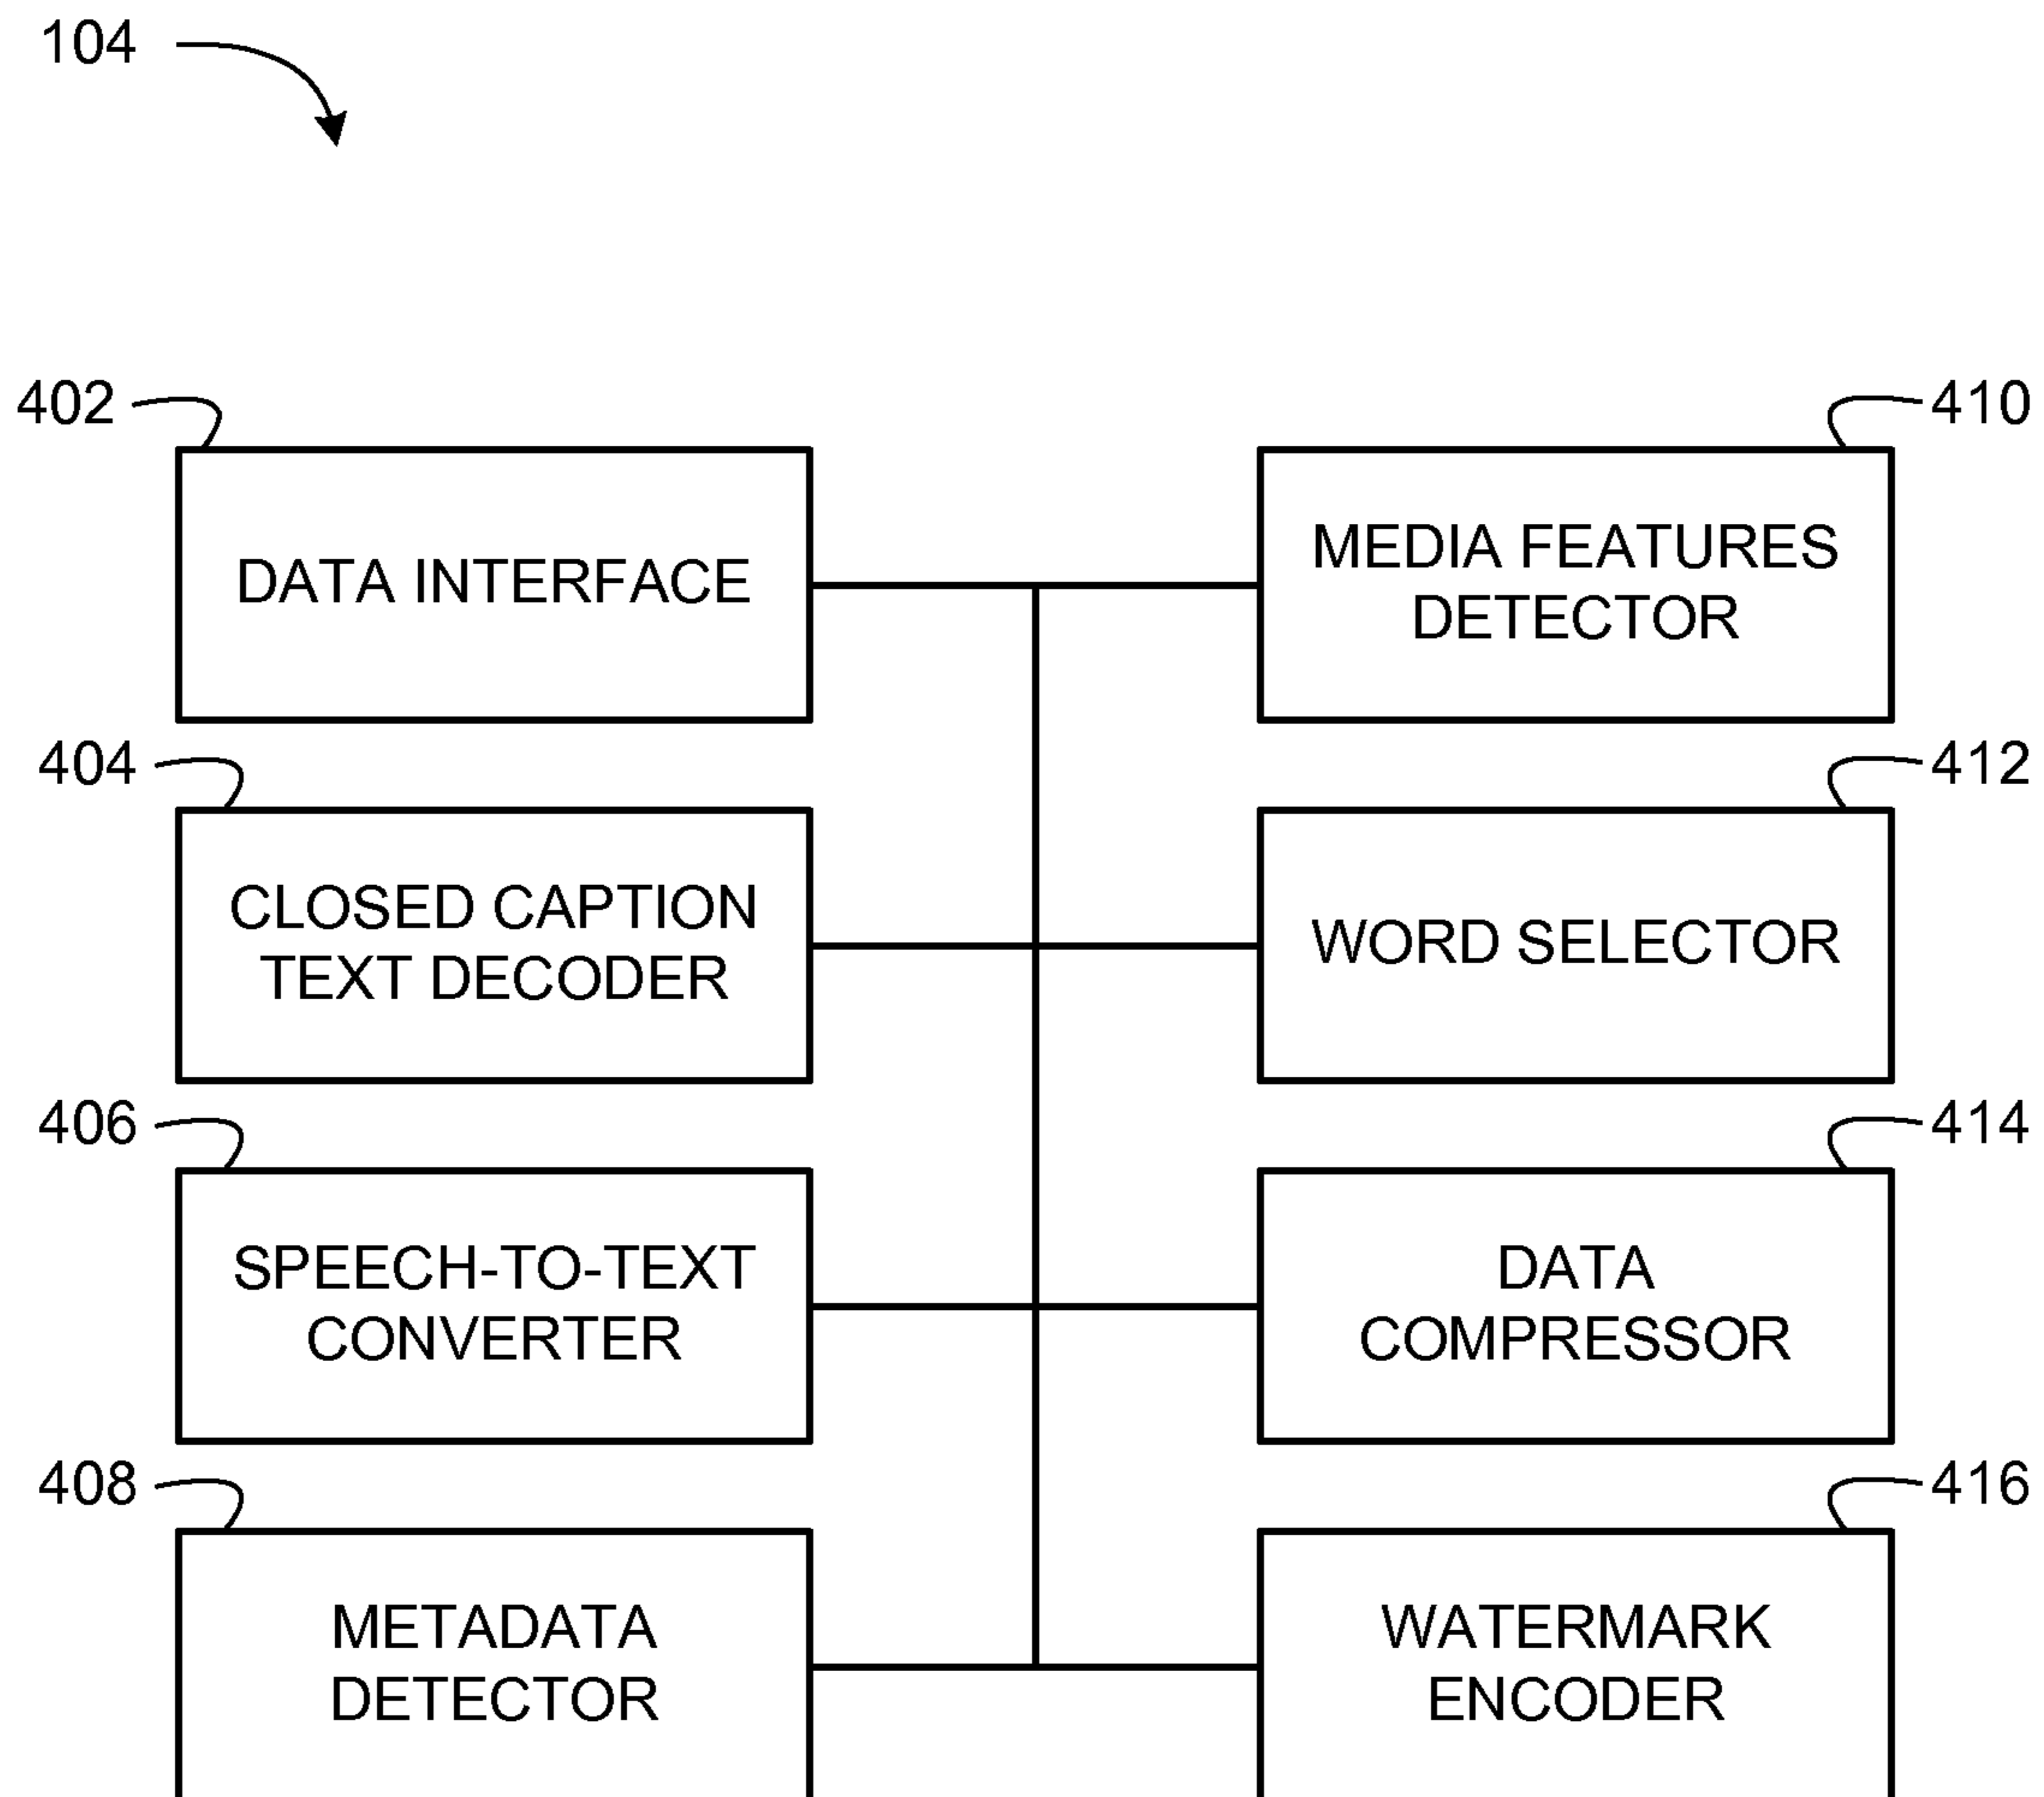 104
402
410
DATA INTERFACE
MEDIA FEATURES
DETECTOR
404
412
CLOSED CAPTION
TEXT DECODER
WORD SELECTOR
406
414
SPEECH-TO-TEXT
CONVERTER
DATA
COMPRESSOR
408
416
METADATA
DETECTOR
WATERMARK
ENCODER